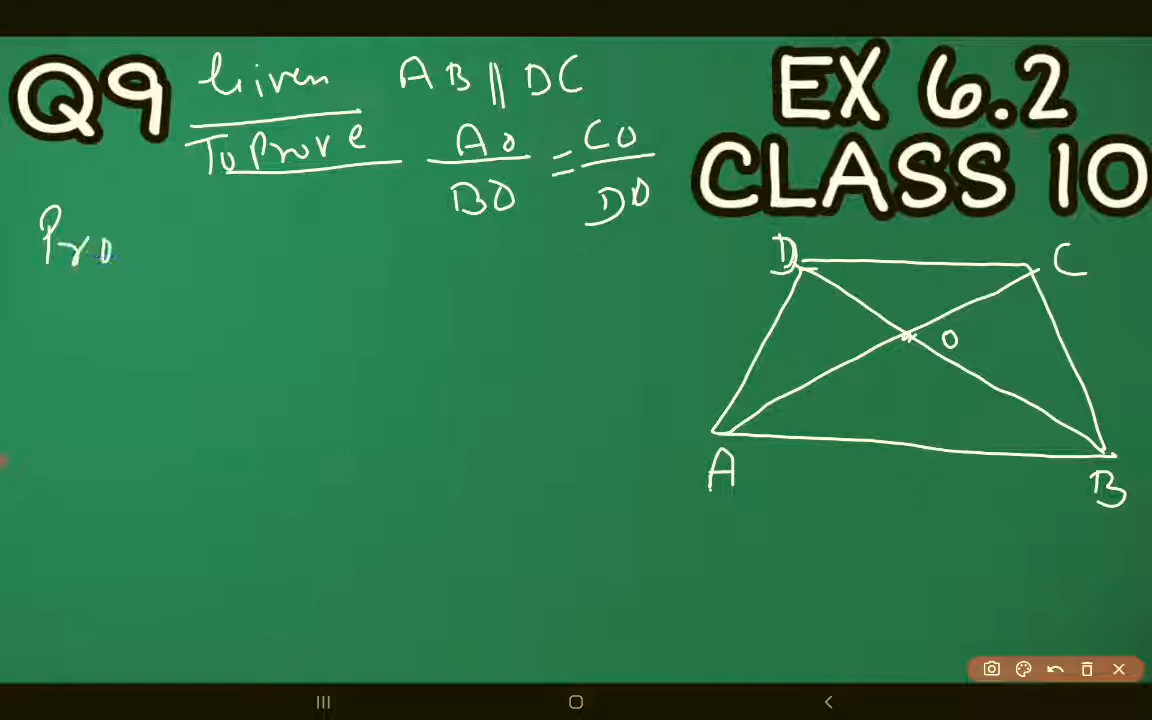 Q9 Given AB || DC
To Prove AO/BO = CO/DO
Pro
EX 6.2
CLASS 10
D C
O
A
B